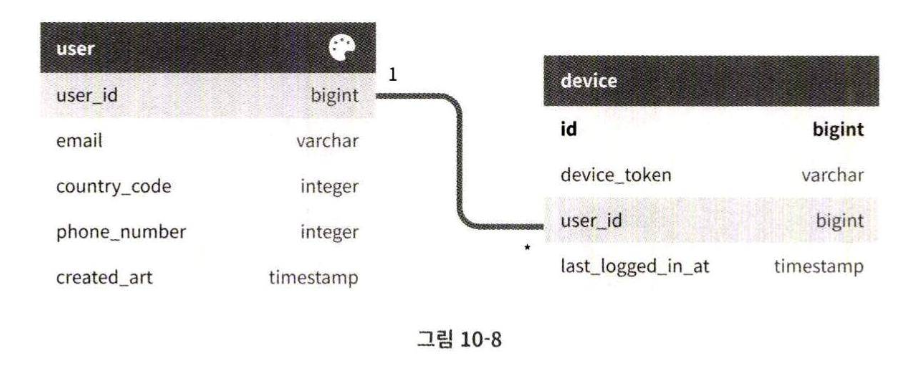 user
user_id bigint
email varchar
country_code integer
phone_number integer
created_art timestamp
1
*
device
id bigint
device_token varchar
user_id bigint
last_logged_in_at timestamp
그림 10-8